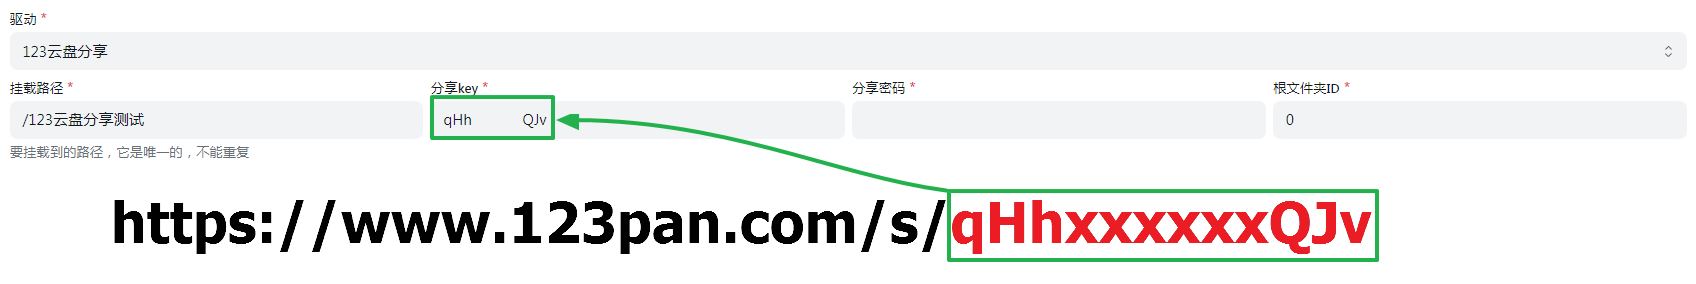 驱动 *
123云盘分享
挂载路径 * 分享key * 分享密码 * 根文件夹ID *
/123云盘分享测试 qHh QJv 0
要挂载到的路径，它是唯一的，不能重复
https://www.123pan.com/s/qHhxxxxxxQJv